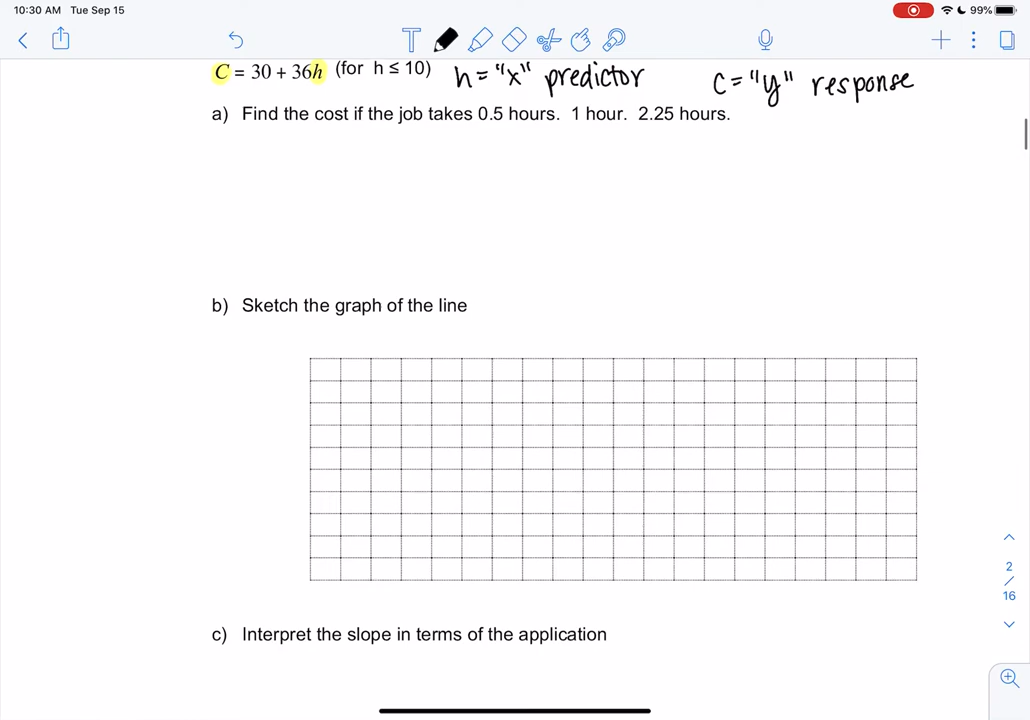 10:30 AM Tue Sep 15
99%
C = 30 + 36h (for h ≤ 10) h = "x" predictor c = "y" response
a) Find the cost if the job takes 0.5 hours. 1 hour. 2.25 hours.
b) Sketch the graph of the line
2
/
16
c) Interpret the slope in terms of the application